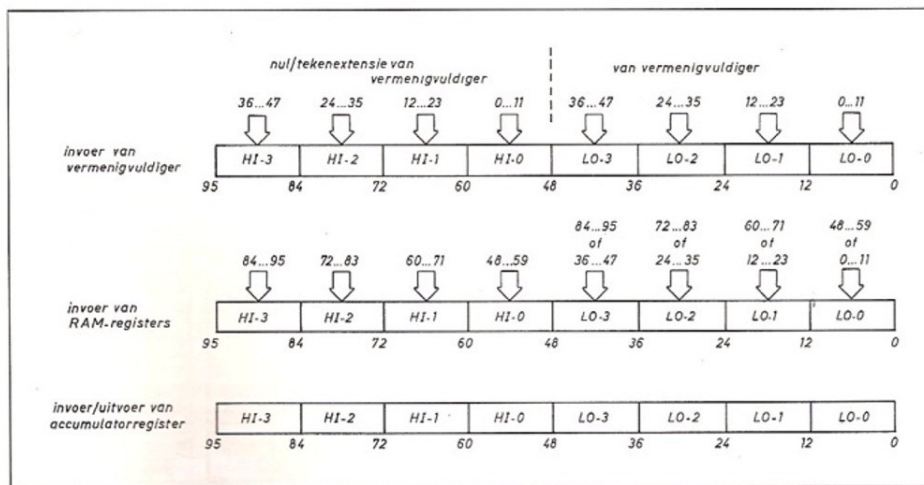 nul/tekenextensie van
vermenigvuldiger
van vermenigvuldiger
36...47 24...35 12...23 0...11 36...47 24...35 12...23 0...11
invoer van
vermenigvuldiger
HI-3 HI-2 HI-1 HI-0 LO-3 LO-2 LO-1 LO-0
95 84 72 60 48 36 24 12 0
84...95 72...83 60...71 48...59
of of of of
84...95 72...83 60...71 48...59 36...47 24...35 12...23 0...11
invoer van
RAM-registers
HI-3 HI-2 HI-1 HI-0 LO-3 LO-2 LO-1 LO-0
95 84 72 60 48 36 24 12 0
invoer/uitvoer van
accumulatorregister
HI-3 HI-2 HI-1 HI-0 LO-3 LO-2 LO-1 LO-0
95 84 72 60 48 36 24 12 0